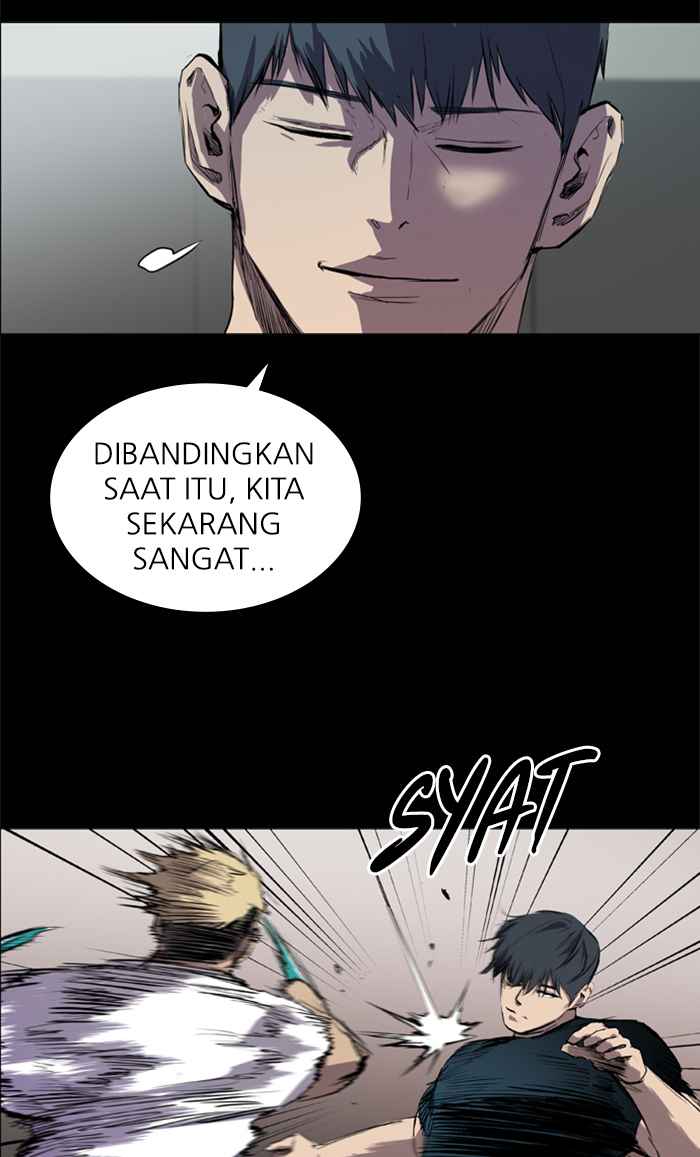 DIBANDINGKAN
SAAT ITU, KITA
SEKARANG
SANGAT...
SYAT